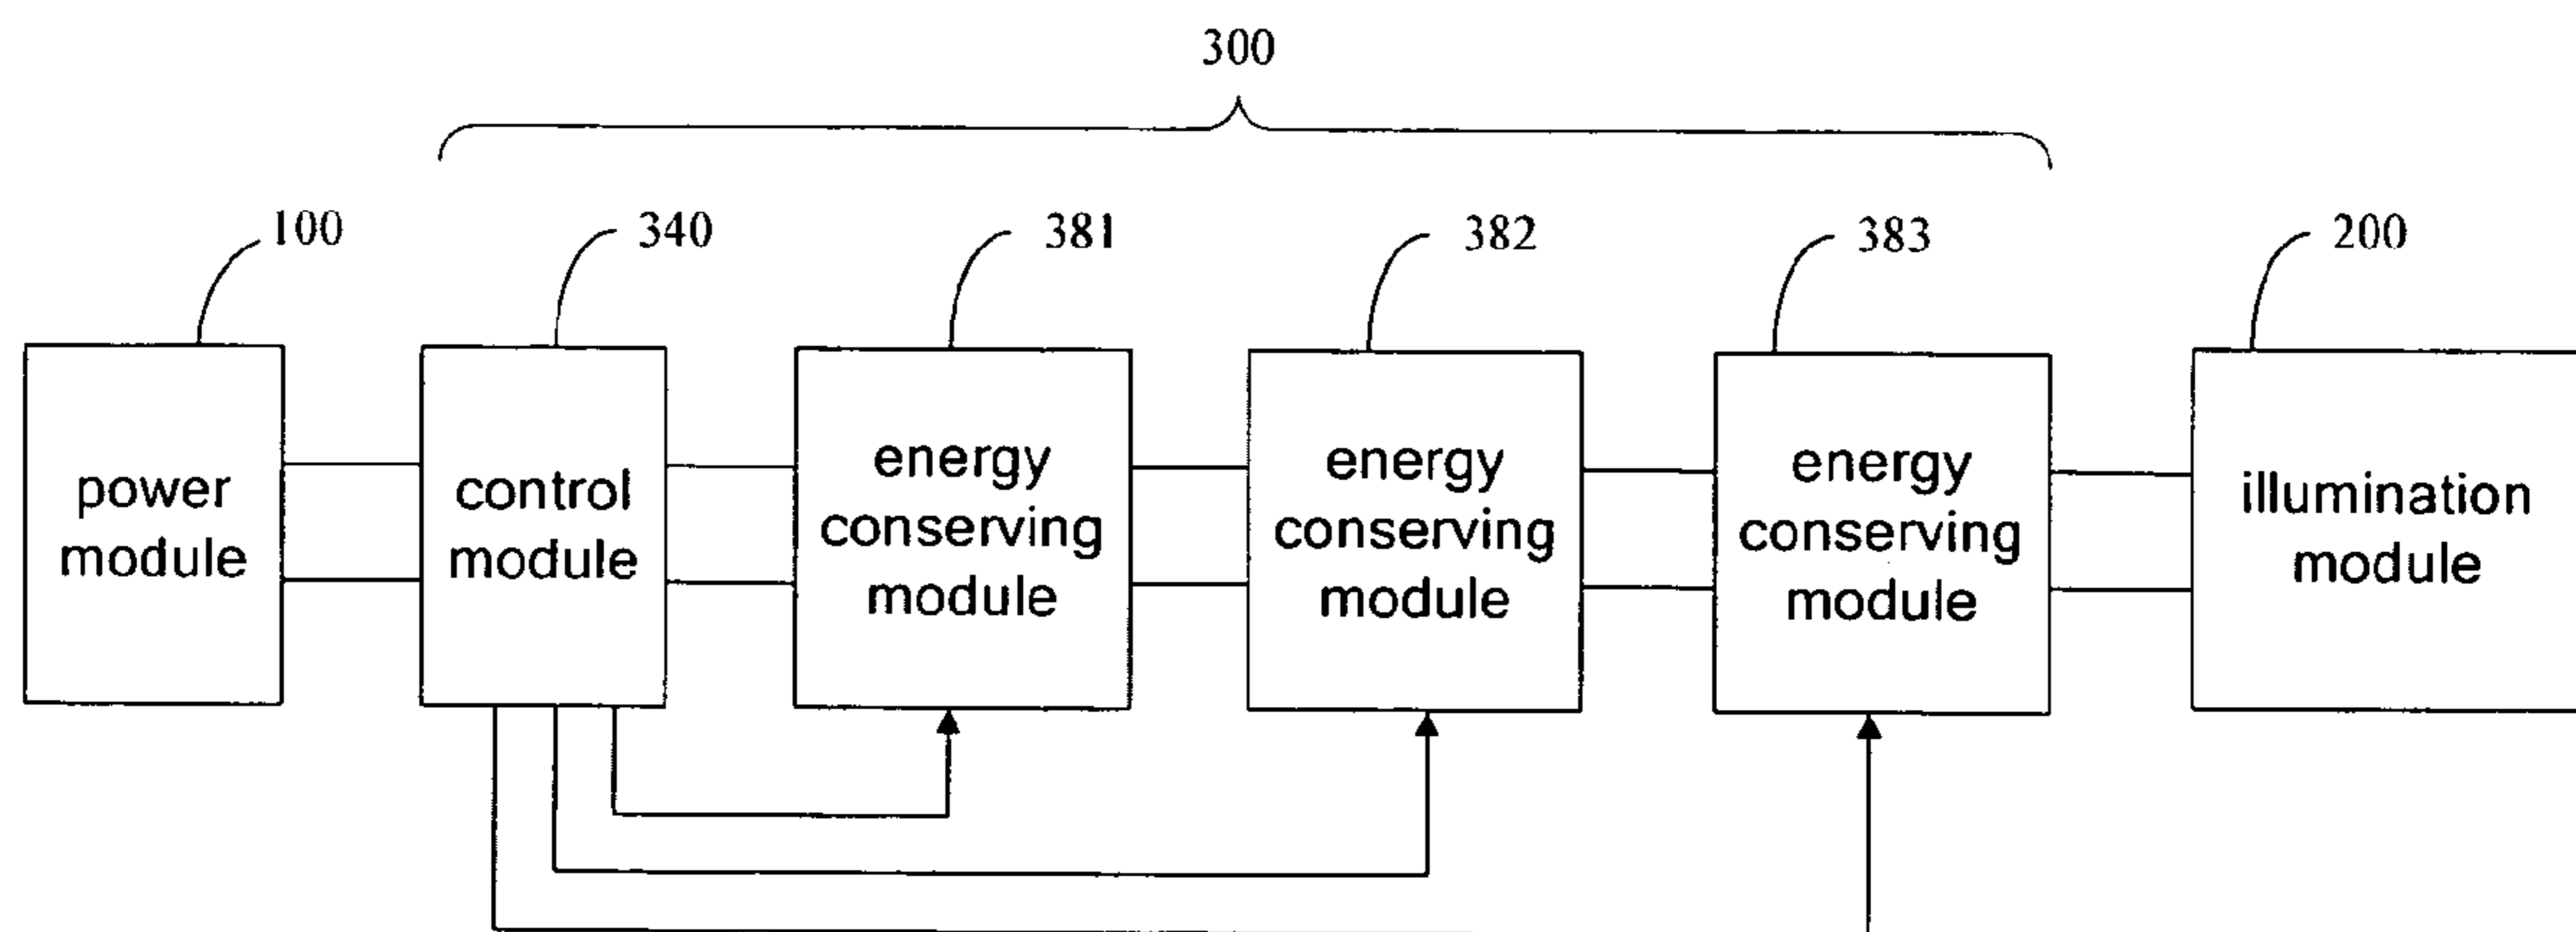 300
100
340
381
382
383
200
power
module
control
module
energy
conserving
module
energy
conserving
module
energy
conserving
module
illumination
module